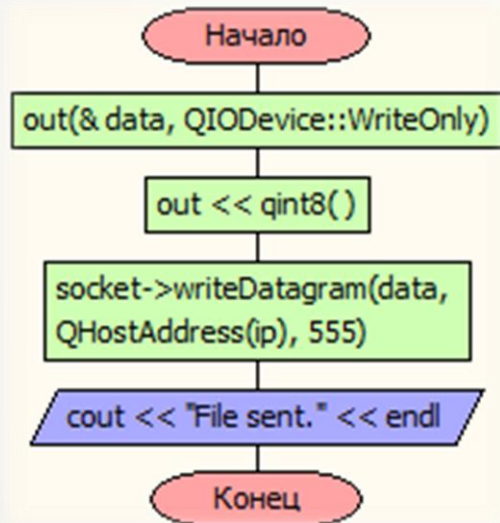 Начало
out(& data, QIODevice::WriteOnly)
out << qint8( )
socket->writeDatagram(data,
QHostAddress(ip), 555)
cout << "File sent." << endl
Конец